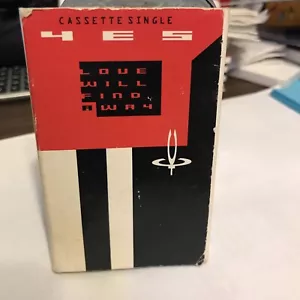 CASSETTE SINGLE
YES
LOVE
WILL
FIND
A WAY